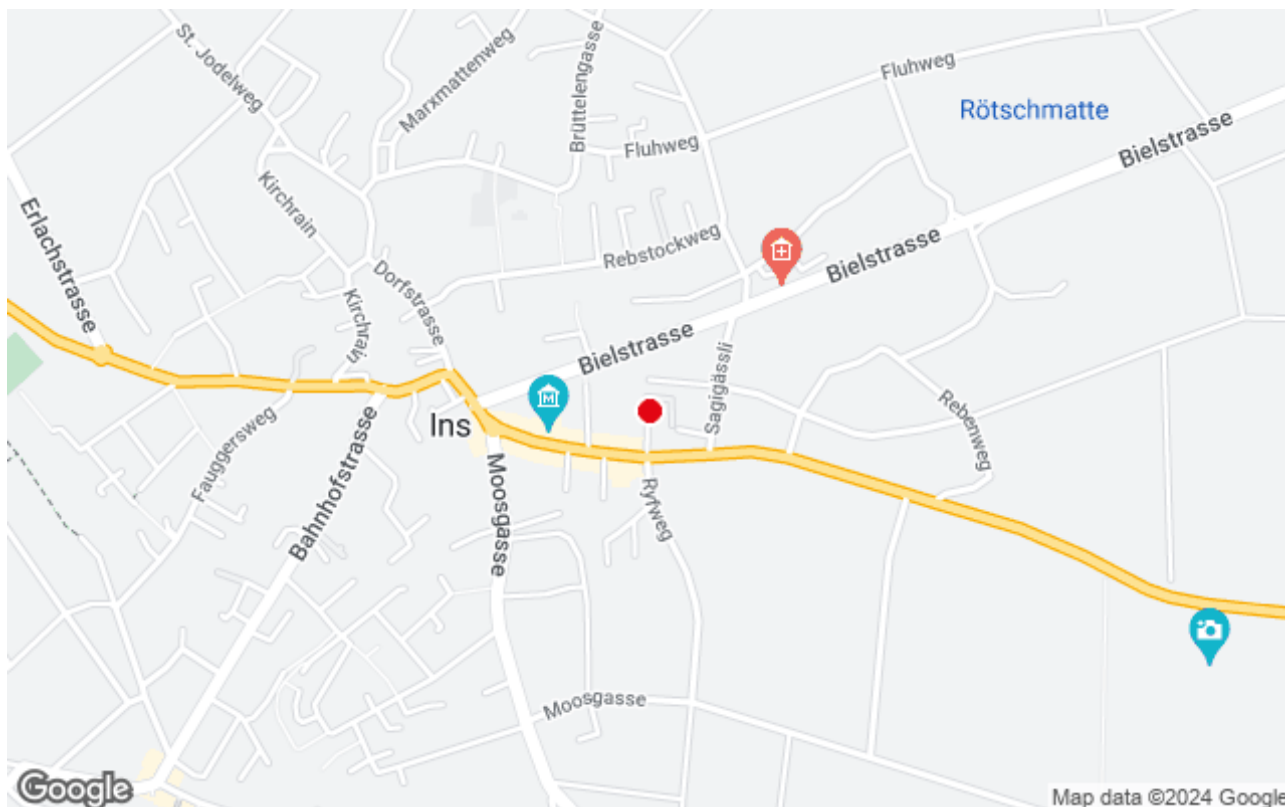 St. Jodelweg
Marxmattenweg
Brüttelengasse
Fluhweg
Rötschmatte
Bielstrasse
Fluhweg
Kirchrain
Erlachstrasse
Rebstockweg
Bielstrasse
Dorfstrasse
Kirchrain
Bielstrasse
Sagigässli
Rebenweg
M
Ins
Fauggersweg
Bahnhofstrasse
Moosgasse
Ryfweg
Moosgasse
Google
Map data ©2024 Google